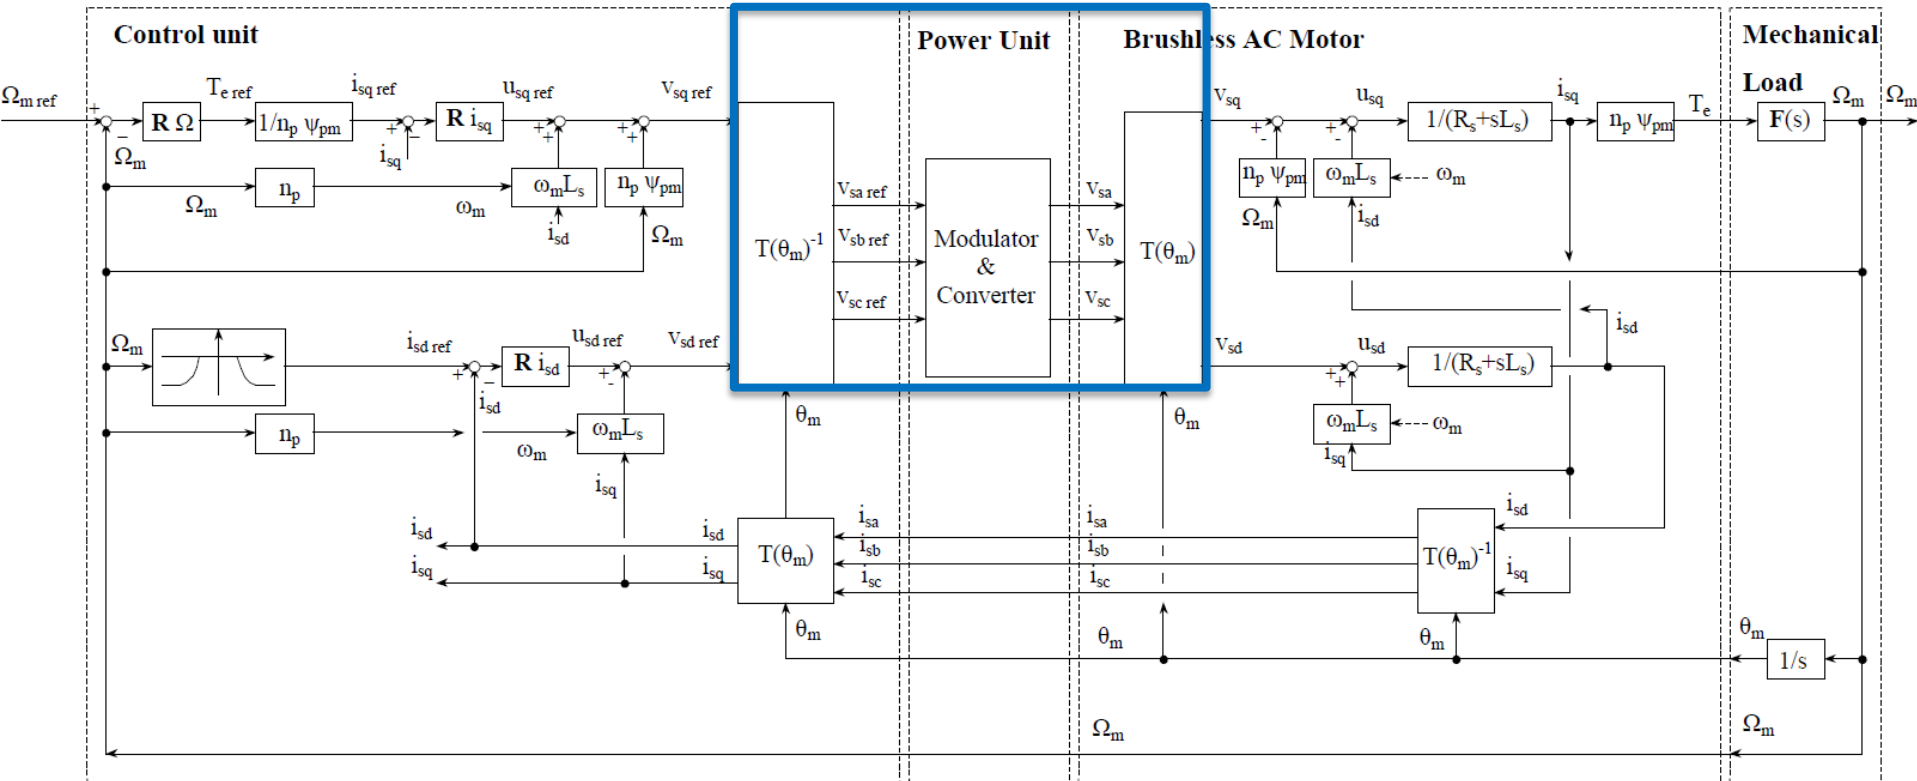 Control unit
Power Unit
Brushless AC Motor
Mechanical
Load
Ωm ref
+
−
Ωm
R Ω
Te ref
1/np ψpm
isq ref
+
−
isq
R isq
usq ref
+
+
+
+
vsq ref
Ωm
np
ωm
ωmLs
isd
np ψpm
Ωm
T(θm)-1
vsa ref
vsb ref
vsc ref
Modulator
&
Converter
vsa
vsb
vsc
T(θm)
vsq
+
-
usq
+
-
1/(Rs+sLs)
isq
np ψpm
Te
F(s)
Ωm
Ωm
np ψpm
Ωm
ωmLs
ωm
isd
isd
Ωm
isd ref
+
−
isd
R isd
usd ref
+
-
vsd ref
np
ωm
ωmLs
isq
θm
vsd
+
+
usd
1/(Rs+sLs)
θm
ωmLs
ωm
isq
isd
isq
isd
isq
T(θm)
isa
isb
isc
isa
isb
isc
T(θm)-1
isd
isq
θm
θm
θm
θm
1/s
Ωm
Ωm